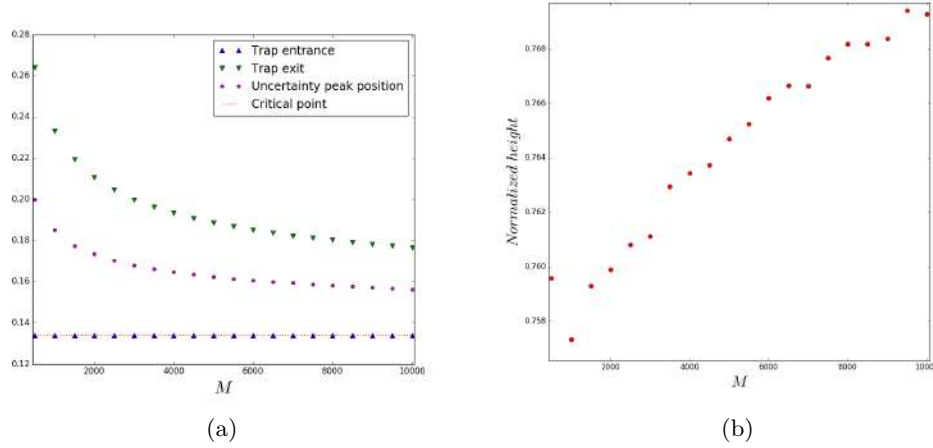 0.28
0.26
0.24
0.22
0.20
0.18
0.16
0.14
0.12
2000
4000
6000
8000
10000
M
Trap entrance
Trap exit
Uncertainty peak position
Critical point
(a)
0.768
0.766
0.764
0.762
0.760
0.758
Normalized height
2000
4000
6000
8000
10000
M
(b)